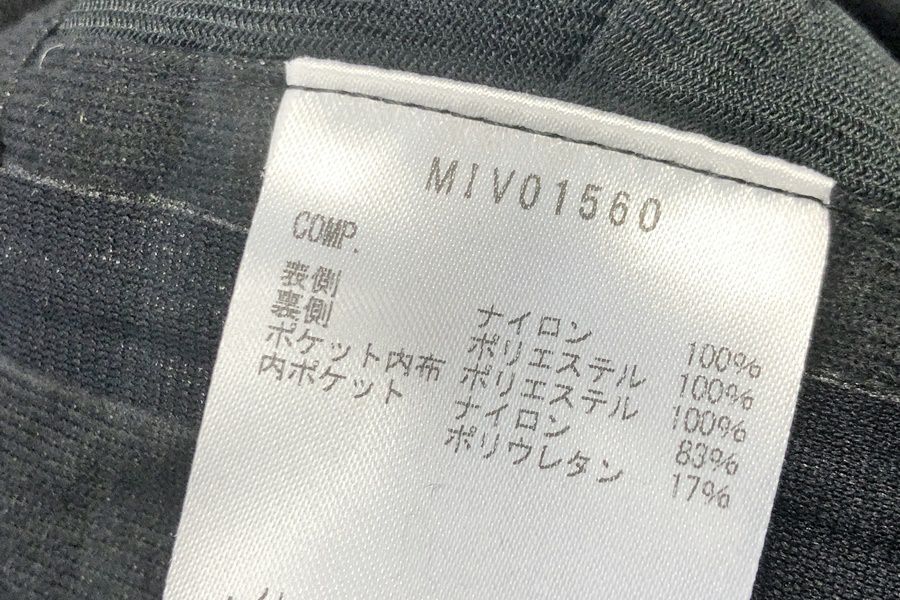 MIV01560
COMP.
表側 ナイロン 100%
裏側 ポリエステル 100%
ポケット内布 ポリエステル 100%
内ポケット ナイロン 83%
ポリウレタン 17%